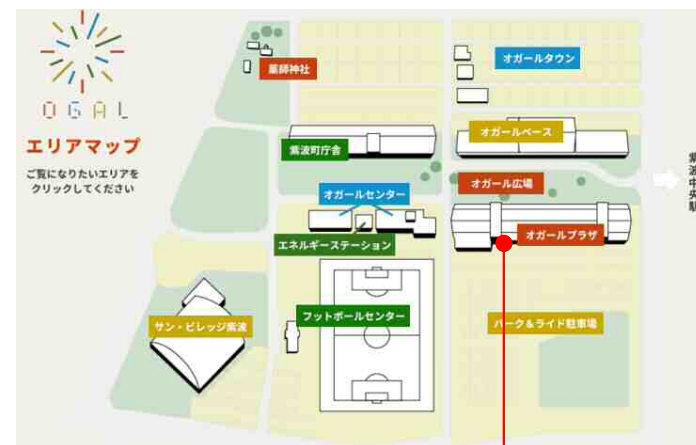 OGAL
エリアマップ
ご覧になりたいエリアを
クリックしてください
薬師神社
オガールタウン
紫波町庁舎
オガールベース
オガールセンター
オガール広場
紫波中央駅
エネルギーステーション
オガールプラザ
サン・ビレッジ紫波
フットボールセンター
パーク&ライド駐車場